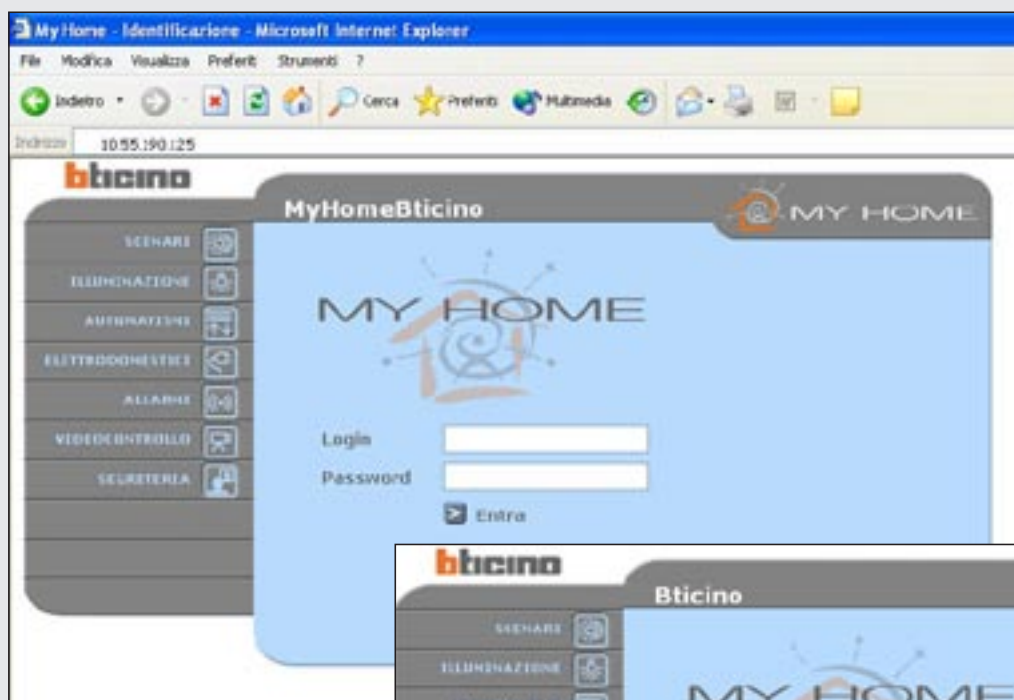 My Home - Identificazione - Microsoft Internet Explorer
File Modifica Visualizza Preferiti Strumenti ?
Indietro Cerca Preferiti Multimedia
Indirizzo 10.55.190.125
bticino
MyHomeBticino
MY HOME
SCENARI
ILLUMINAZIONE
AUTOMATISMI
ELETTRODOMESTICI
ALLARMI
VIDEOCONTROLLO
SEGRETERIA
MY HOME
Login
Password
Entra
bticino
Bticino
SCENARI
ILLUMINAZIONE
MY HOME